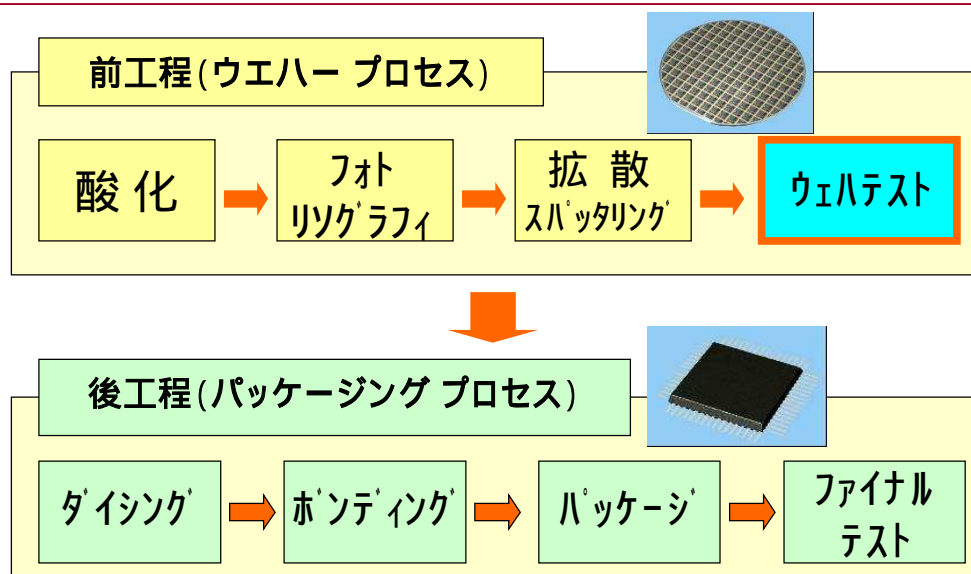 前工程(ウエハー プロセス)
酸 化
フォト
リソグラフィ
拡 散
スパッタリング
ウェハテスト
後工程(パッケージング プロセス)
ダイシング
ボンディング
パッケージ
ファイナル
テスト